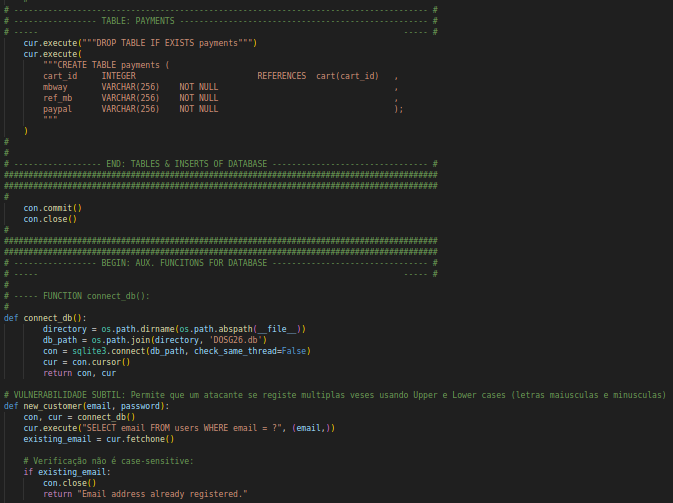 # ------------------------------------------------------------------------------------- #
# ----------------- TABLE: PAYMENTS --------------------------------------------------- #
# -----                                                                           ----- #
    cur.execute("""DROP TABLE IF EXISTS payments""")
    cur.execute(
        """CREATE TABLE payments (
        cart_id     INTEGER                         REFERENCES  cart(cart_id)   ,
        mbway       VARCHAR(256)    NOT NULL                                    ,
        ref_mb      VARCHAR(256)    NOT NULL                                    ,
        paypal      VARCHAR(256)    NOT NULL                                    );
        """
    )
#
#
# ------------------ END: TABLES & INSERTS OF DATABASE -------------------------------- #
#########################################################################################
#########################################################################################
#
    con.commit()
    con.close()
#
#########################################################################################
#########################################################################################
# ----------------- BEGIN: AUX. FUNCITONS FOR DATABASE -------------------------------- #
# -----                                                                           ----- #
#
# ----- FUNCTION connect_db():
#
def connect_db():
        directory = os.path.dirname(os.path.abspath(__file__))
        db_path = os.path.join(directory, 'DOSG26.db')
        con = sqlite3.connect(db_path, check_same_thread=False)
        cur = con.cursor()
        return con, cur
# VULNERABILIDADE SUBTIL: Permite que um atacante se registe multiplas veses usando Upper e Lower cases (letras maiusculas e minusculas)
def new_customer(email, password):
    con, cur = connect_db()
    cur.execute("SELECT email FROM users WHERE email = ?", (email,))
    existing_email = cur.fetchone()
    # Verificação não é case-sensitive:
    if existing_email:
        con.close()
        return "Email address already registered."